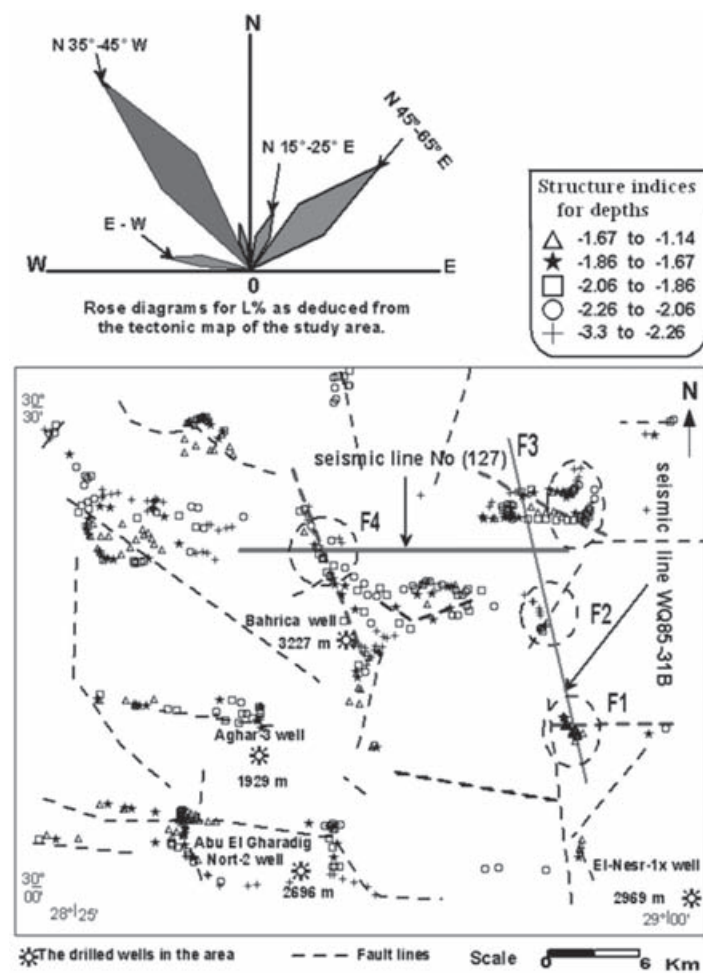 N
N 35°-45° W
N 45°-65° E
N 15°-25° E
E - W
W
E
0
Rose diagrams for L% as deduced from
the tectonic map of the study area.
Structure indices
for depths
-1.67 to -1.14
-1.86 to -1.67
-2.06 to -1.86
-2.26 to -2.06
-3.3 to -2.26
30°
30'
N
F3
seismic line No (127)
F4
seismic line WQ85-31B
F2
Bahrica well
3227 m
F1
Aghar-3 well
1929 m
Abu El Gharadig
Nort-2 well
2696 m
El-Nesr-1x well
2969 m
30°
00'
28° 25'
29° 00'
The drilled wells in the area
Fault lines
Scale
0
6
Km